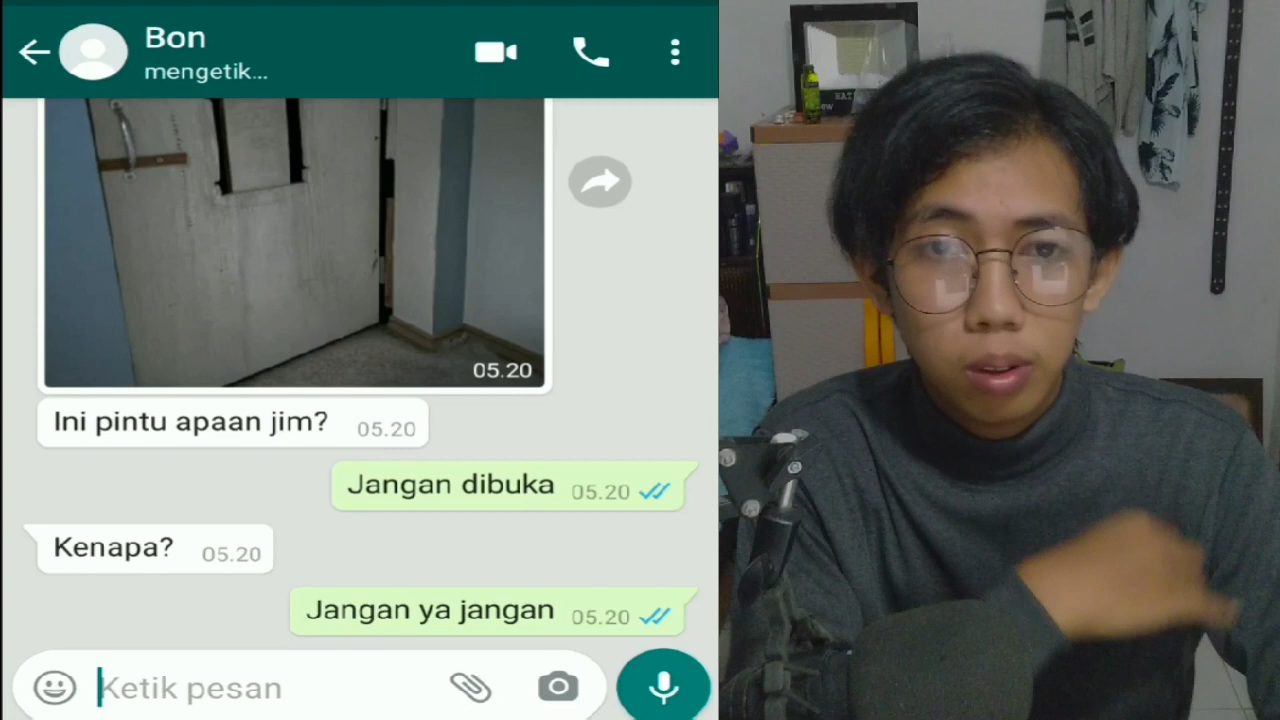 Bon
mengetik...
05.20
Ini pintu apaan jim? 05.20
Jangan dibuka 05.20
Kenapa? 05.20
Jangan ya jangan 05.20
Ketik pesan